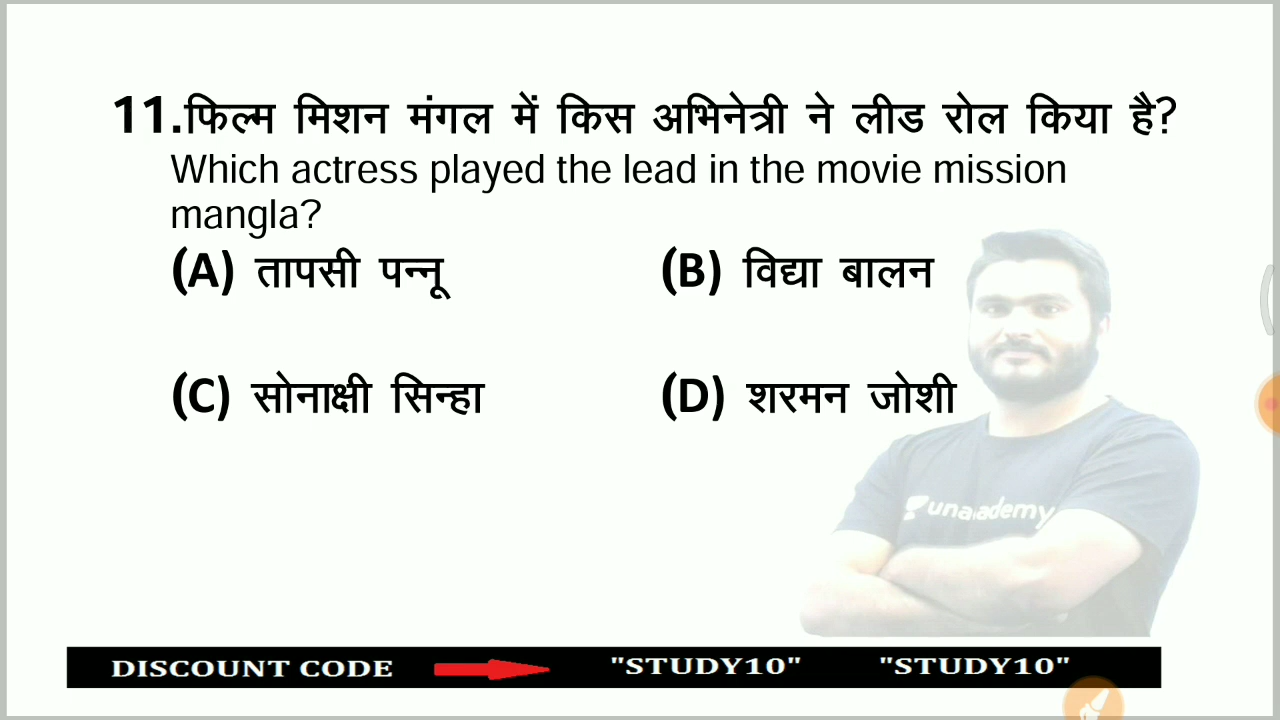 11.फिल्म मिशन मंगल में किस अभिनेत्री ने लीड रोल किया है?
Which actress played the lead in the movie mission
mangla?
(A) तापसी पन्नू (B) विद्या बालन
(C) सोनाक्षी सिन्हा (D) शरमन जोशी
unacademy
DISCOUNT CODE "STUDY10" "STUDY10"